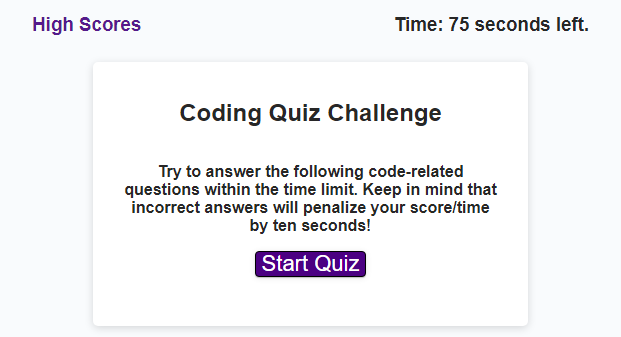 High Scores
Time: 75 seconds left.
Coding Quiz Challenge
Try to answer the following code-related
questions within the time limit. Keep in mind that
incorrect answers will penalize your score/time
by ten seconds!
Start Quiz